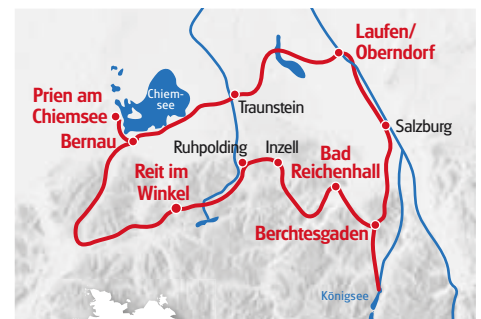 Laufen/
Oberndorf
Chiem-
see
Prien am
Chiemsee
Traunstein
Salzburg
Bernau
Ruhpolding
Inzell
Bad
Reichenhall
Reit im
Winkel
Berchtesgaden
Königsee